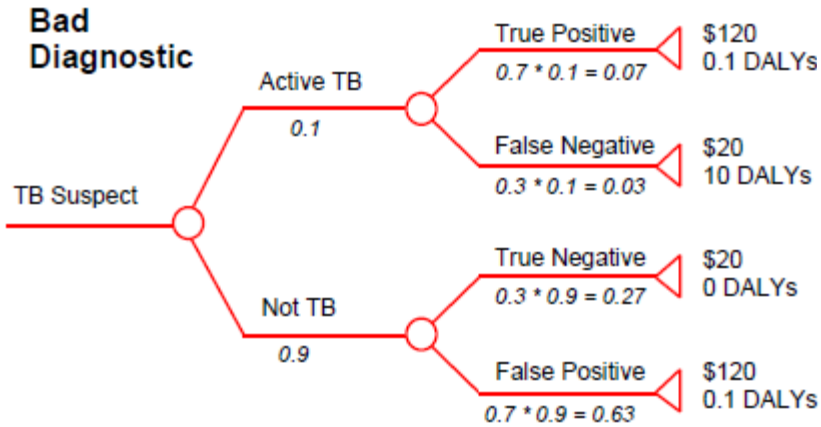 Bad
Diagnostic
TB Suspect
Active TB
0.1
True Positive
0.7 * 0.1 = 0.07
$120
0.1 DALYs
False Negative
0.3 * 0.1 = 0.03
$20
10 DALYs
Not TB
0.9
True Negative
0.3 * 0.9 = 0.27
$20
0 DALYs
False Positive
0.7 * 0.9 = 0.63
$120
0.1 DALYs